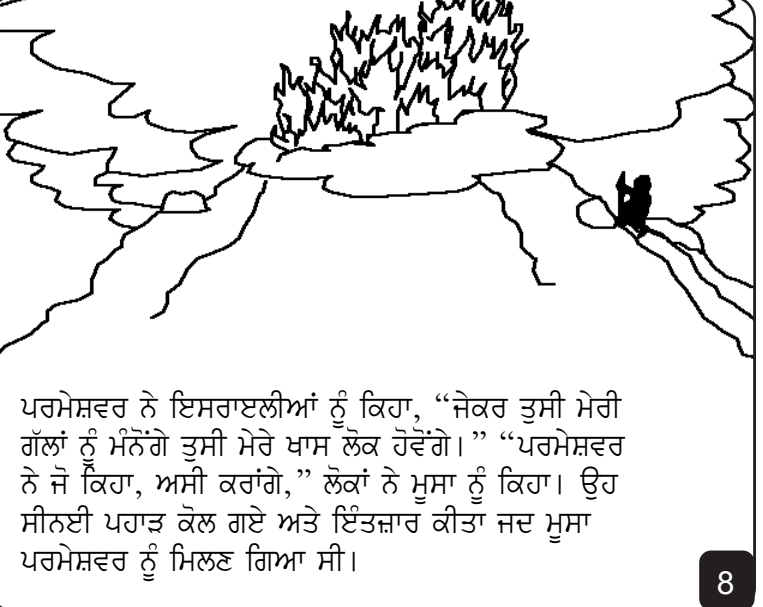 ਪਰਮੇਸ਼ਵਰ ਨੇ ਇਸਰਾਏਲੀਆਂ ਨੂੰ ਕਿਹਾ, “ਜੇਕਰ ਤੁਸੀ ਮੇਰੀ
ਗੱਲਾਂ ਨੂੰ ਮੰਨੋਂਗੇ ਤੁਸੀ ਮੇਰੇ ਖਾਸ ਲੋਕ ਹੋਵੋਂਗੇ।” “ਪਰਮੇਸ਼ਵਰ
ਨੇ ਜੋ ਕਿਹਾ, ਅਸੀ ਕਰਾਂਗੇ,” ਲੋਕਾਂ ਨੇ ਮੂਸਾ ਨੂੰ ਕਿਹਾ। ਉਹ
ਸੀਨਈ ਪਹਾੜ ਕੋਲ ਗਏ ਅਤੇ ਇੰਤਜ਼ਾਰ ਕੀਤਾ ਜਦ ਮੂਸਾ
ਪਰਮੇਸ਼ਵਰ ਨੂੰ ਮਿਲਣ ਗਿਆ ਸੀ।
8